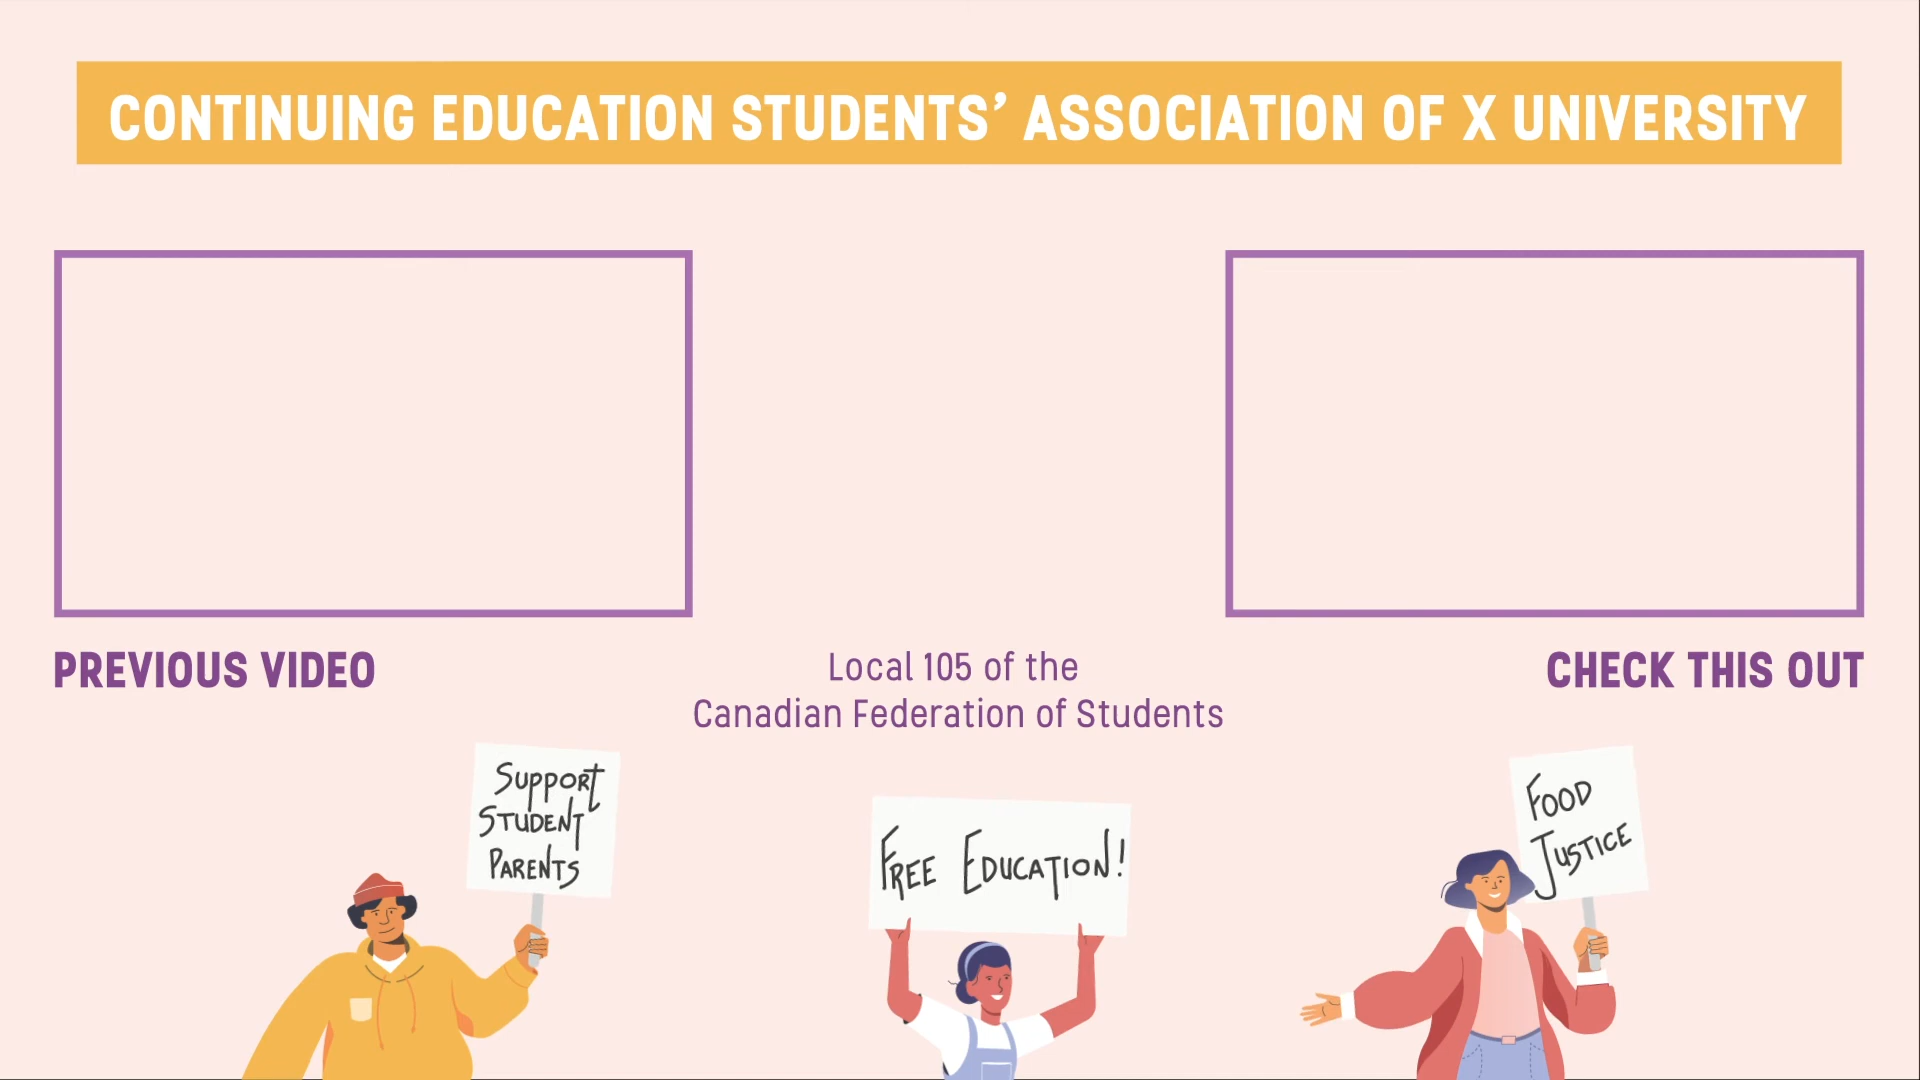 CONTINUING EDUCATION STUDENTS’ ASSOCIATION OF X UNIVERSITY
PREVIOUS VIDEO
Local 105 of the
Canadian Federation of Students
CHECK THIS OUT
SUPPORT
STUDENT
PARENTS
FREE EDUCATION!
FOOD
JUSTICE